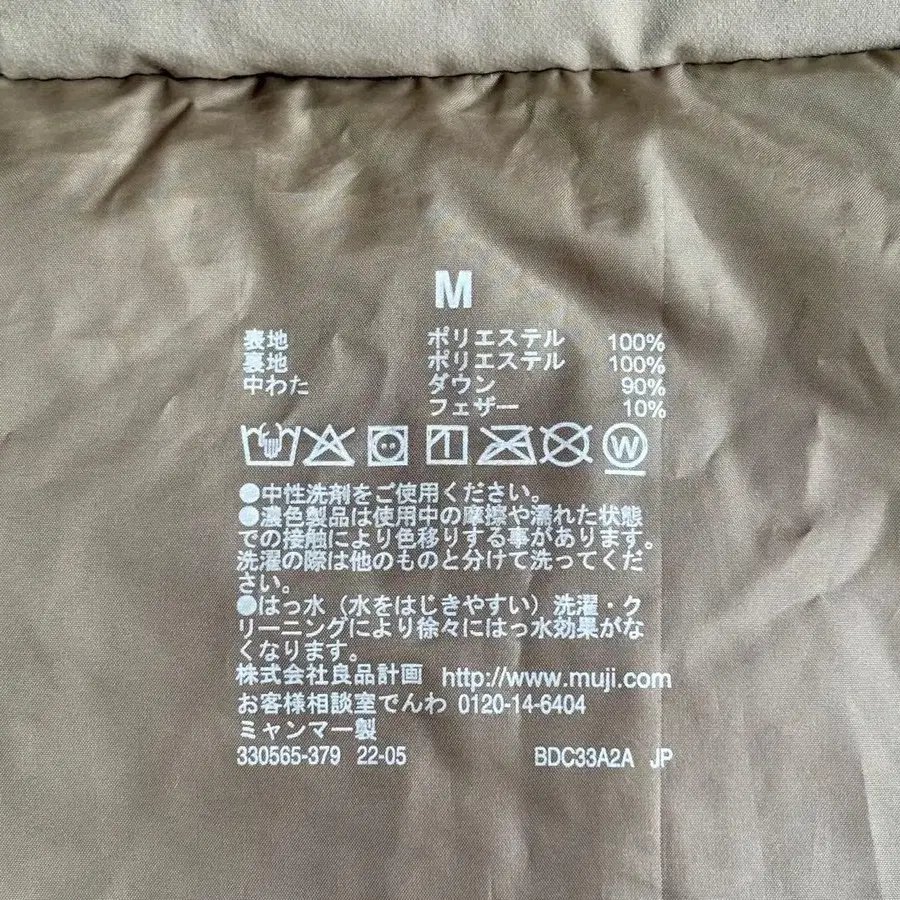 M
表地 ポリエステル 100%
裏地 ポリエステル 100%
中わた ダウン 90%
フェザー 10%
W
●中性洗剤をご使用ください。
●濃色製品は使用中の摩擦や濡れた状態
での接触により色移りする事があります。
洗濯の際は他のものと分けて洗ってくだ
さい。
●はっ水（水をはじきやすい）洗濯・ク
リーニングにより徐々にはっ水効果がな
くなります。
株式会社良品計画 http://www.muji.com
お客様相談室でんわ 0120-14-6404
ミャンマー製
330565-379 22-05 BDC33A2A JP